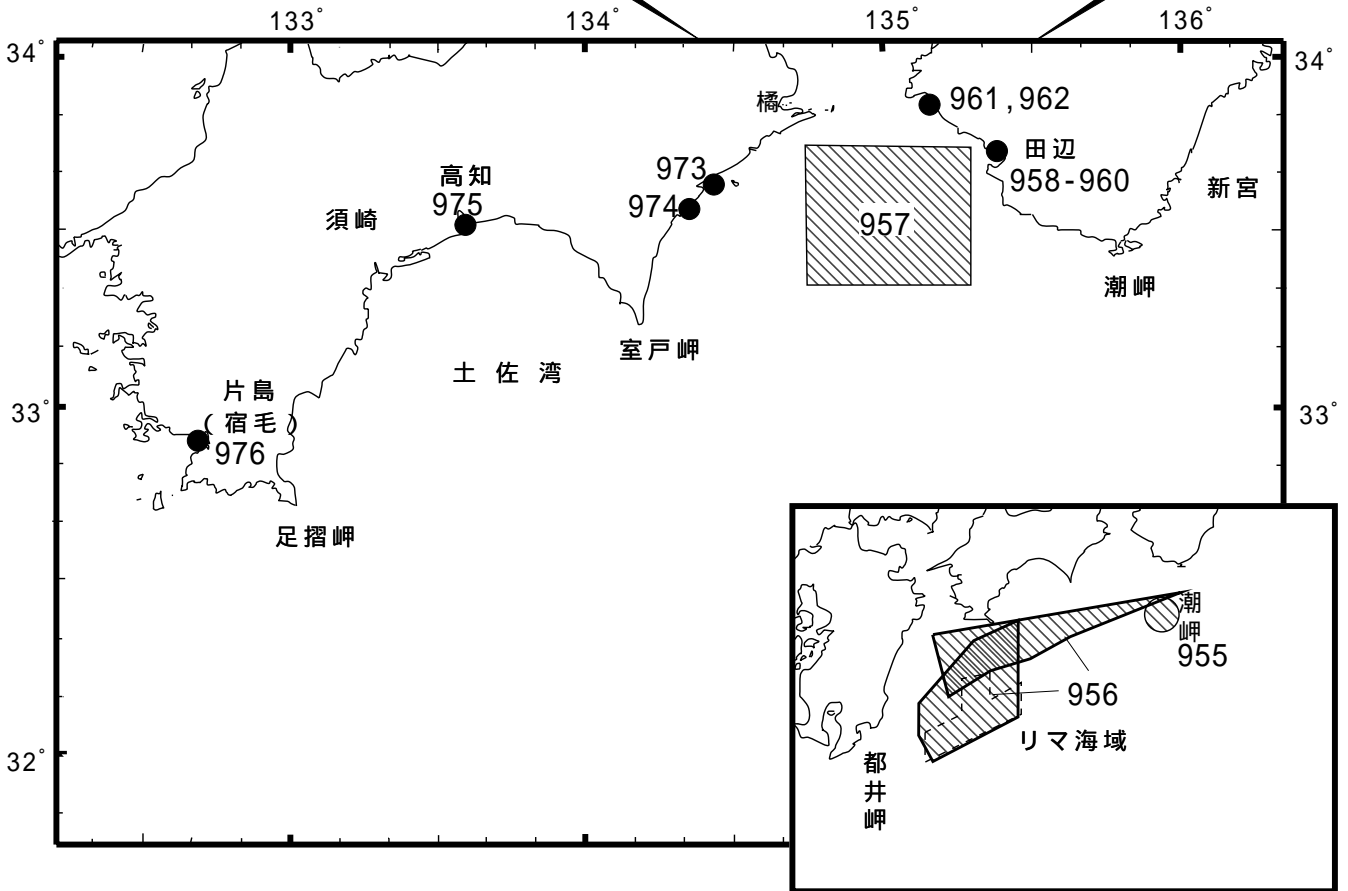 133°
134°
135°
136°
34°
34°
橘
961,962
田辺
958-960
973
974
高知
975
須崎
957
新宮
潮岬
室戸岬
土佐湾
片島
(宿毛)
976
33°
33°
足摺岬
潮
岬
955
956
リマ海域
都
井
岬
32°